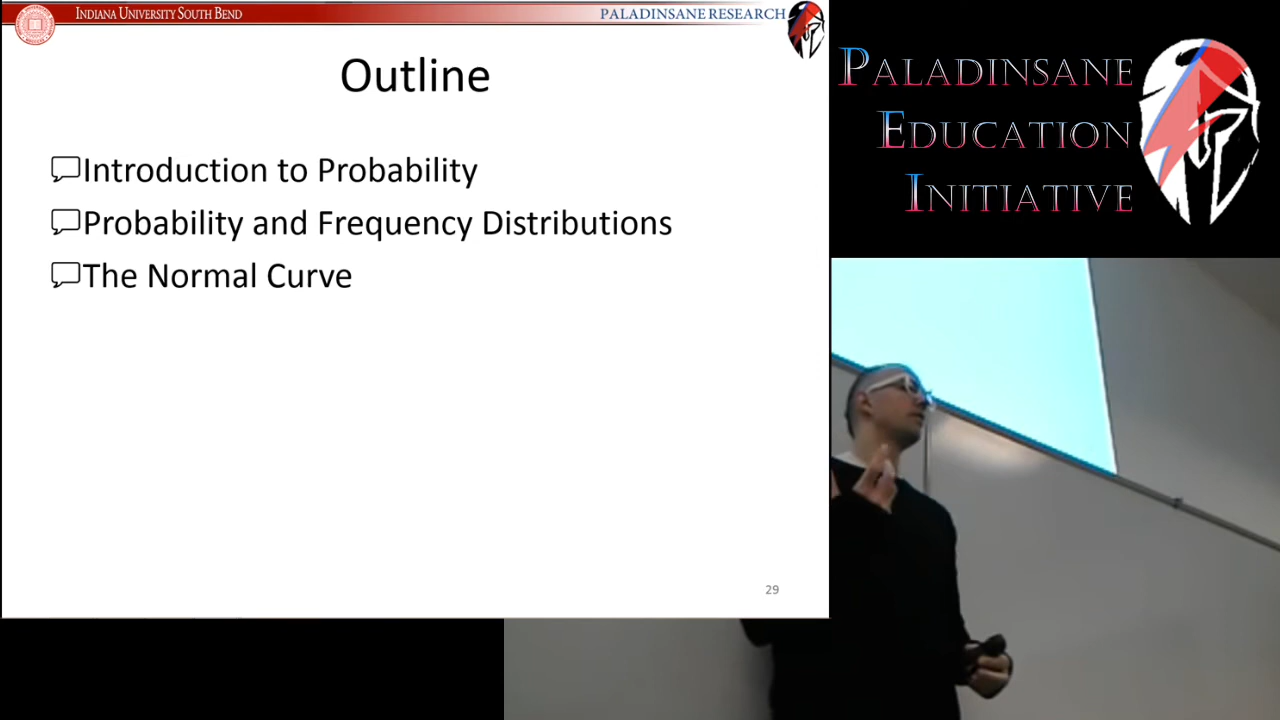 INDIANA UNIVERSITY SOUTH BEND
PALADINSANE RESEARCH
Outline
Introduction to Probability
Probability and Frequency Distributions
The Normal Curve
29
PALADINSANE
EDUCATION
INITIATIVE